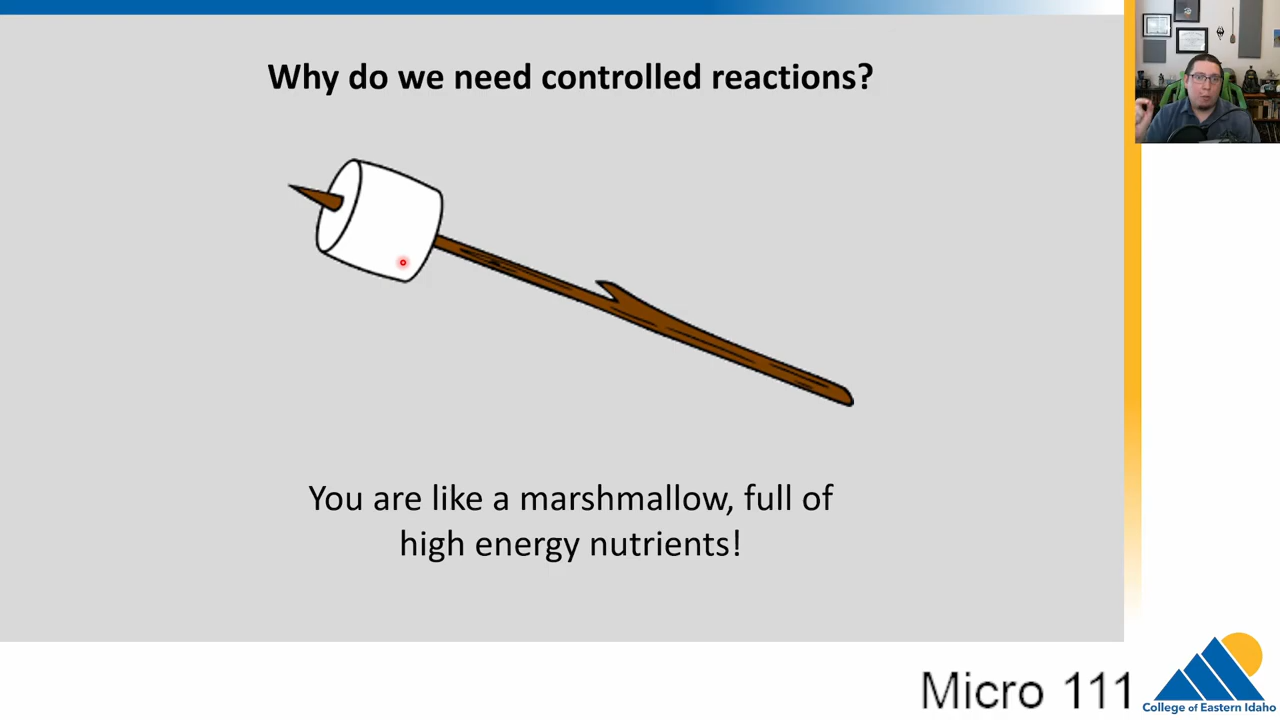 Why do we need controlled reactions?
You are like a marshmallow, full of
high energy nutrients!
Micro 111
College of Eastern Idaho